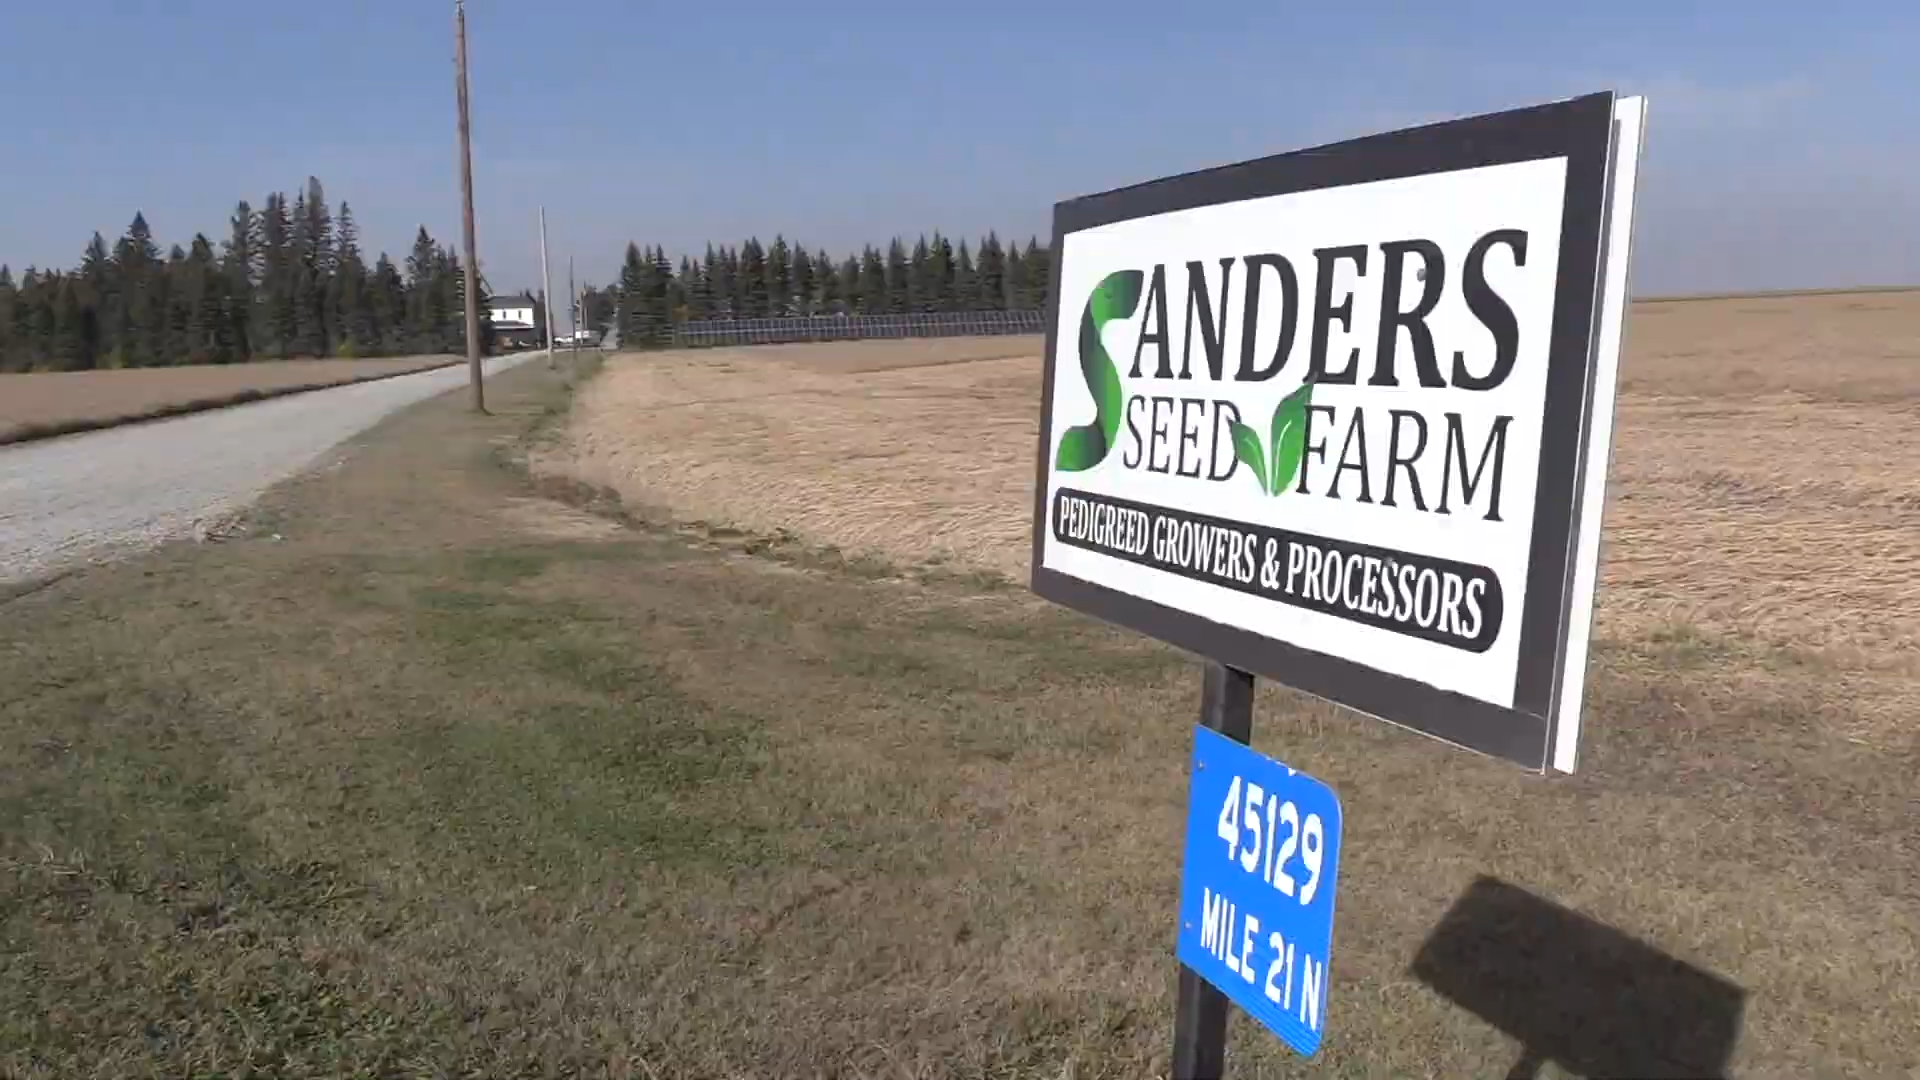 SANDERS
SEED FARM
PEDIGREED GROWERS & PROCESSORS
45129
MILE 21 N